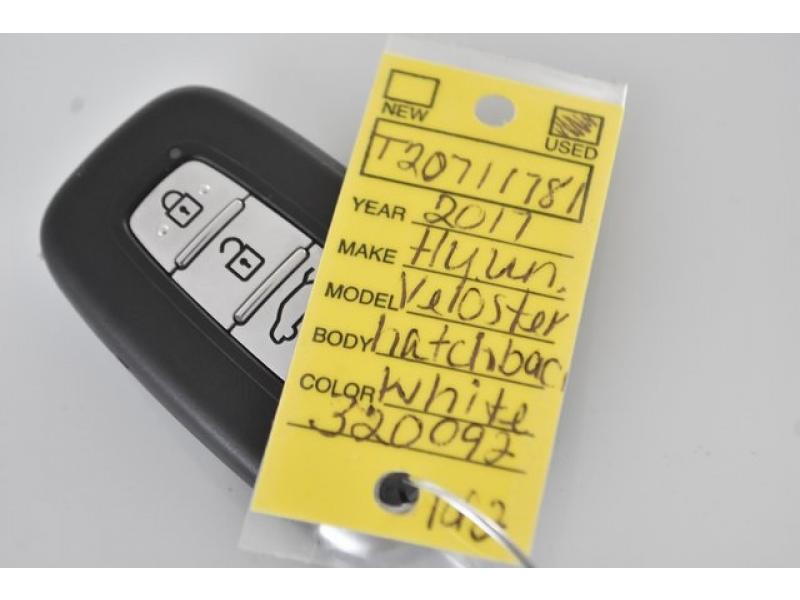 NEW
USED
T20711781
YEAR 2017
MAKE Hyun.
MODEL Veloster
BODY hatchbac
COLOR White
320092